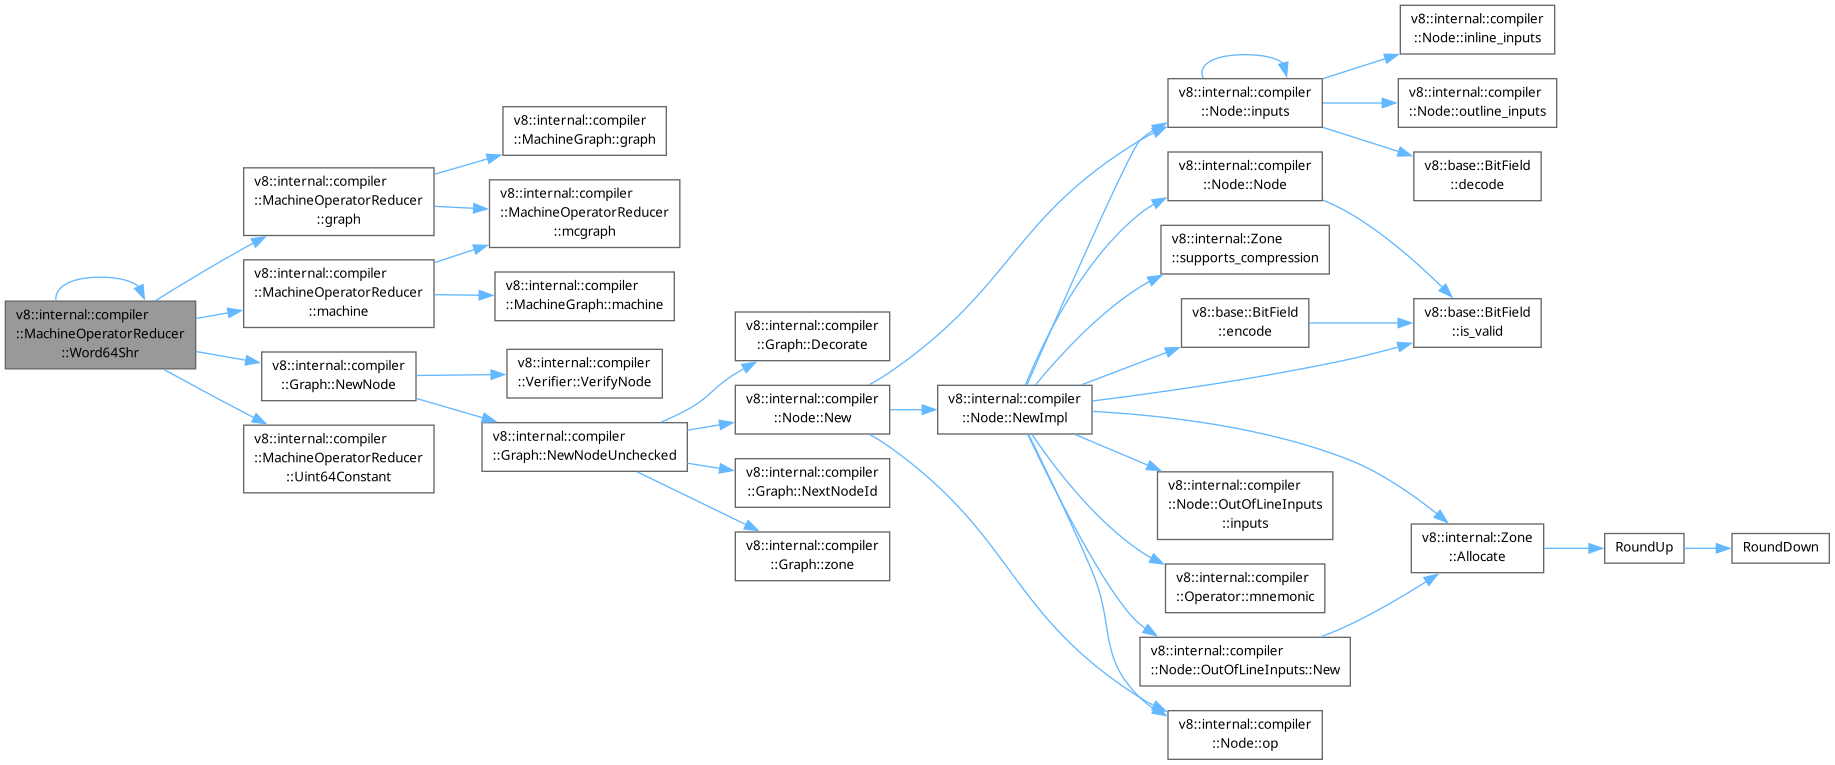 v8::internal::compiler
::MachineOperatorReducer
::Word64Shr
v8::internal::compiler
::MachineOperatorReducer
::graph
v8::internal::compiler
::MachineOperatorReducer
::machine
v8::internal::compiler
::Graph::NewNode
v8::internal::compiler
::MachineOperatorReducer
::Uint64Constant
v8::internal::compiler
::MachineGraph::graph
v8::internal::compiler
::MachineOperatorReducer
::mcgraph
v8::internal::compiler
::MachineGraph::machine
v8::internal::compiler
::Verifier::VerifyNode
v8::internal::compiler
::Graph::NewNodeUnchecked
v8::internal::compiler
::Graph::Decorate
v8::internal::compiler
::Node::New
v8::internal::compiler
::Graph::NextNodeId
v8::internal::compiler
::Graph::zone
v8::internal::compiler
::Node::NewImpl
v8::internal::compiler
::Node::inputs
v8::internal::compiler
::Node::Node
v8::internal::Zone
::supports_compression
v8::base::BitField
::encode
v8::internal::compiler
::Node::OutOfLineInputs
::inputs
v8::internal::compiler
::Operator::mnemonic
v8::internal::compiler
::Node::OutOfLineInputs::New
v8::internal::compiler
::Node::op
v8::internal::compiler
::Node::inline_inputs
v8::internal::compiler
::Node::outline_inputs
v8::base::BitField
::decode
v8::base::BitField
::is_valid
v8::internal::Zone
::Allocate
RoundUp
RoundDown